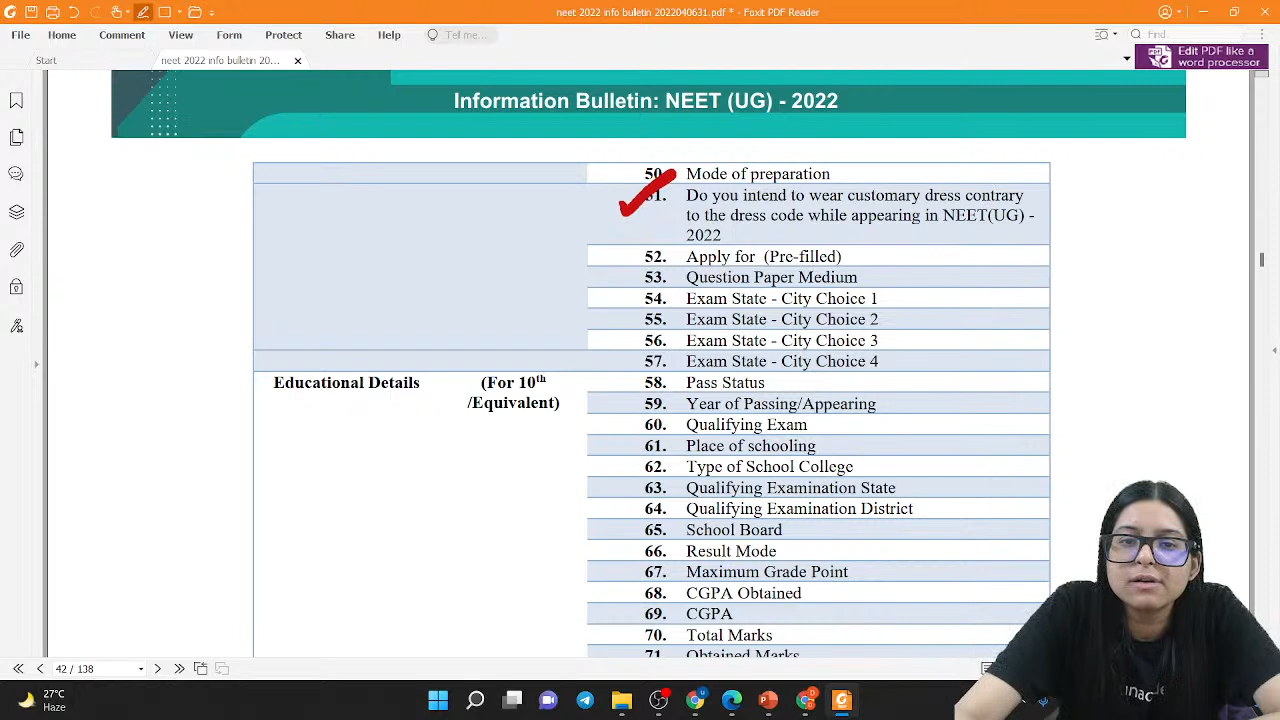 neet 2022 info bulletin 2022040631.pdf * - Foxit PDF Reader
File Home Comment View Form Protect Share Help Tell me... Find
Start neet 2022 info bulletin 20...
Edit PDF like a
word processor
Information Bulletin: NEET (UG) - 2022
50. Mode of preparation
Do you intend to wear customary dress contrary
to the dress code while appearing in NEET(UG) -
2022
52. Apply for (Pre-filled)
53. Question Paper Medium
54. Exam State - City Choice 1
55. Exam State - City Choice 2
56. Exam State - City Choice 3
57. Exam State - City Choice 4
Educational Details (For 10th
/Equivalent)
58. Pass Status
59. Year of Passing/Appearing
60. Qualifying Exam
61. Place of schooling
62. Type of School College
63. Qualifying Examination State
64. Qualifying Examination District
65. School Board
66. Result Mode
67. Maximum Grade Point
68. CGPA Obtained
69. CGPA
70. Total Marks
71. Obtained Marks
42 / 138
27°C
Haze